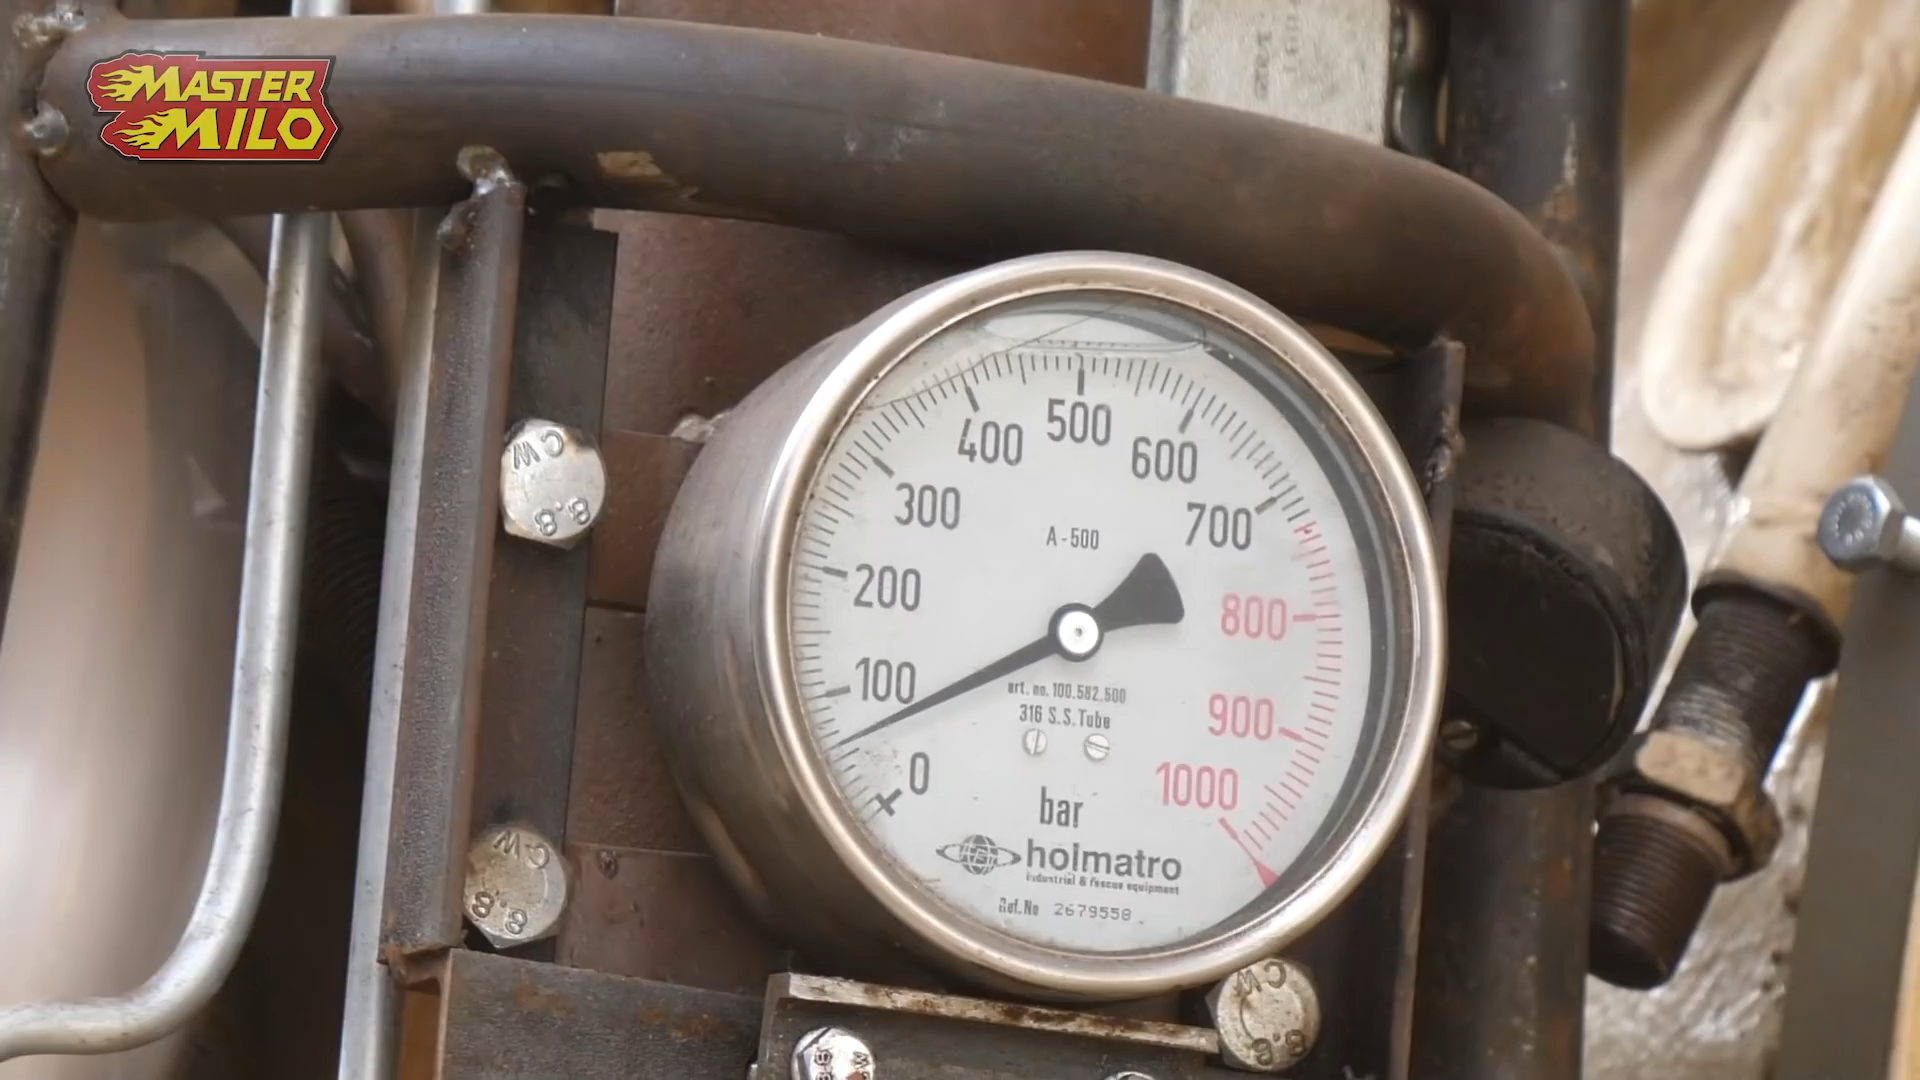 MASTER
MILO
500
400
600
300
700
A-500
200
800
100
art. no. 100.582.500
316 S.S. Tube
900
0
1000
bar
holmatro
industrial & rescue equipment
Ref.No 2679558
CW
8.8
CW
8.8
CW
8.8